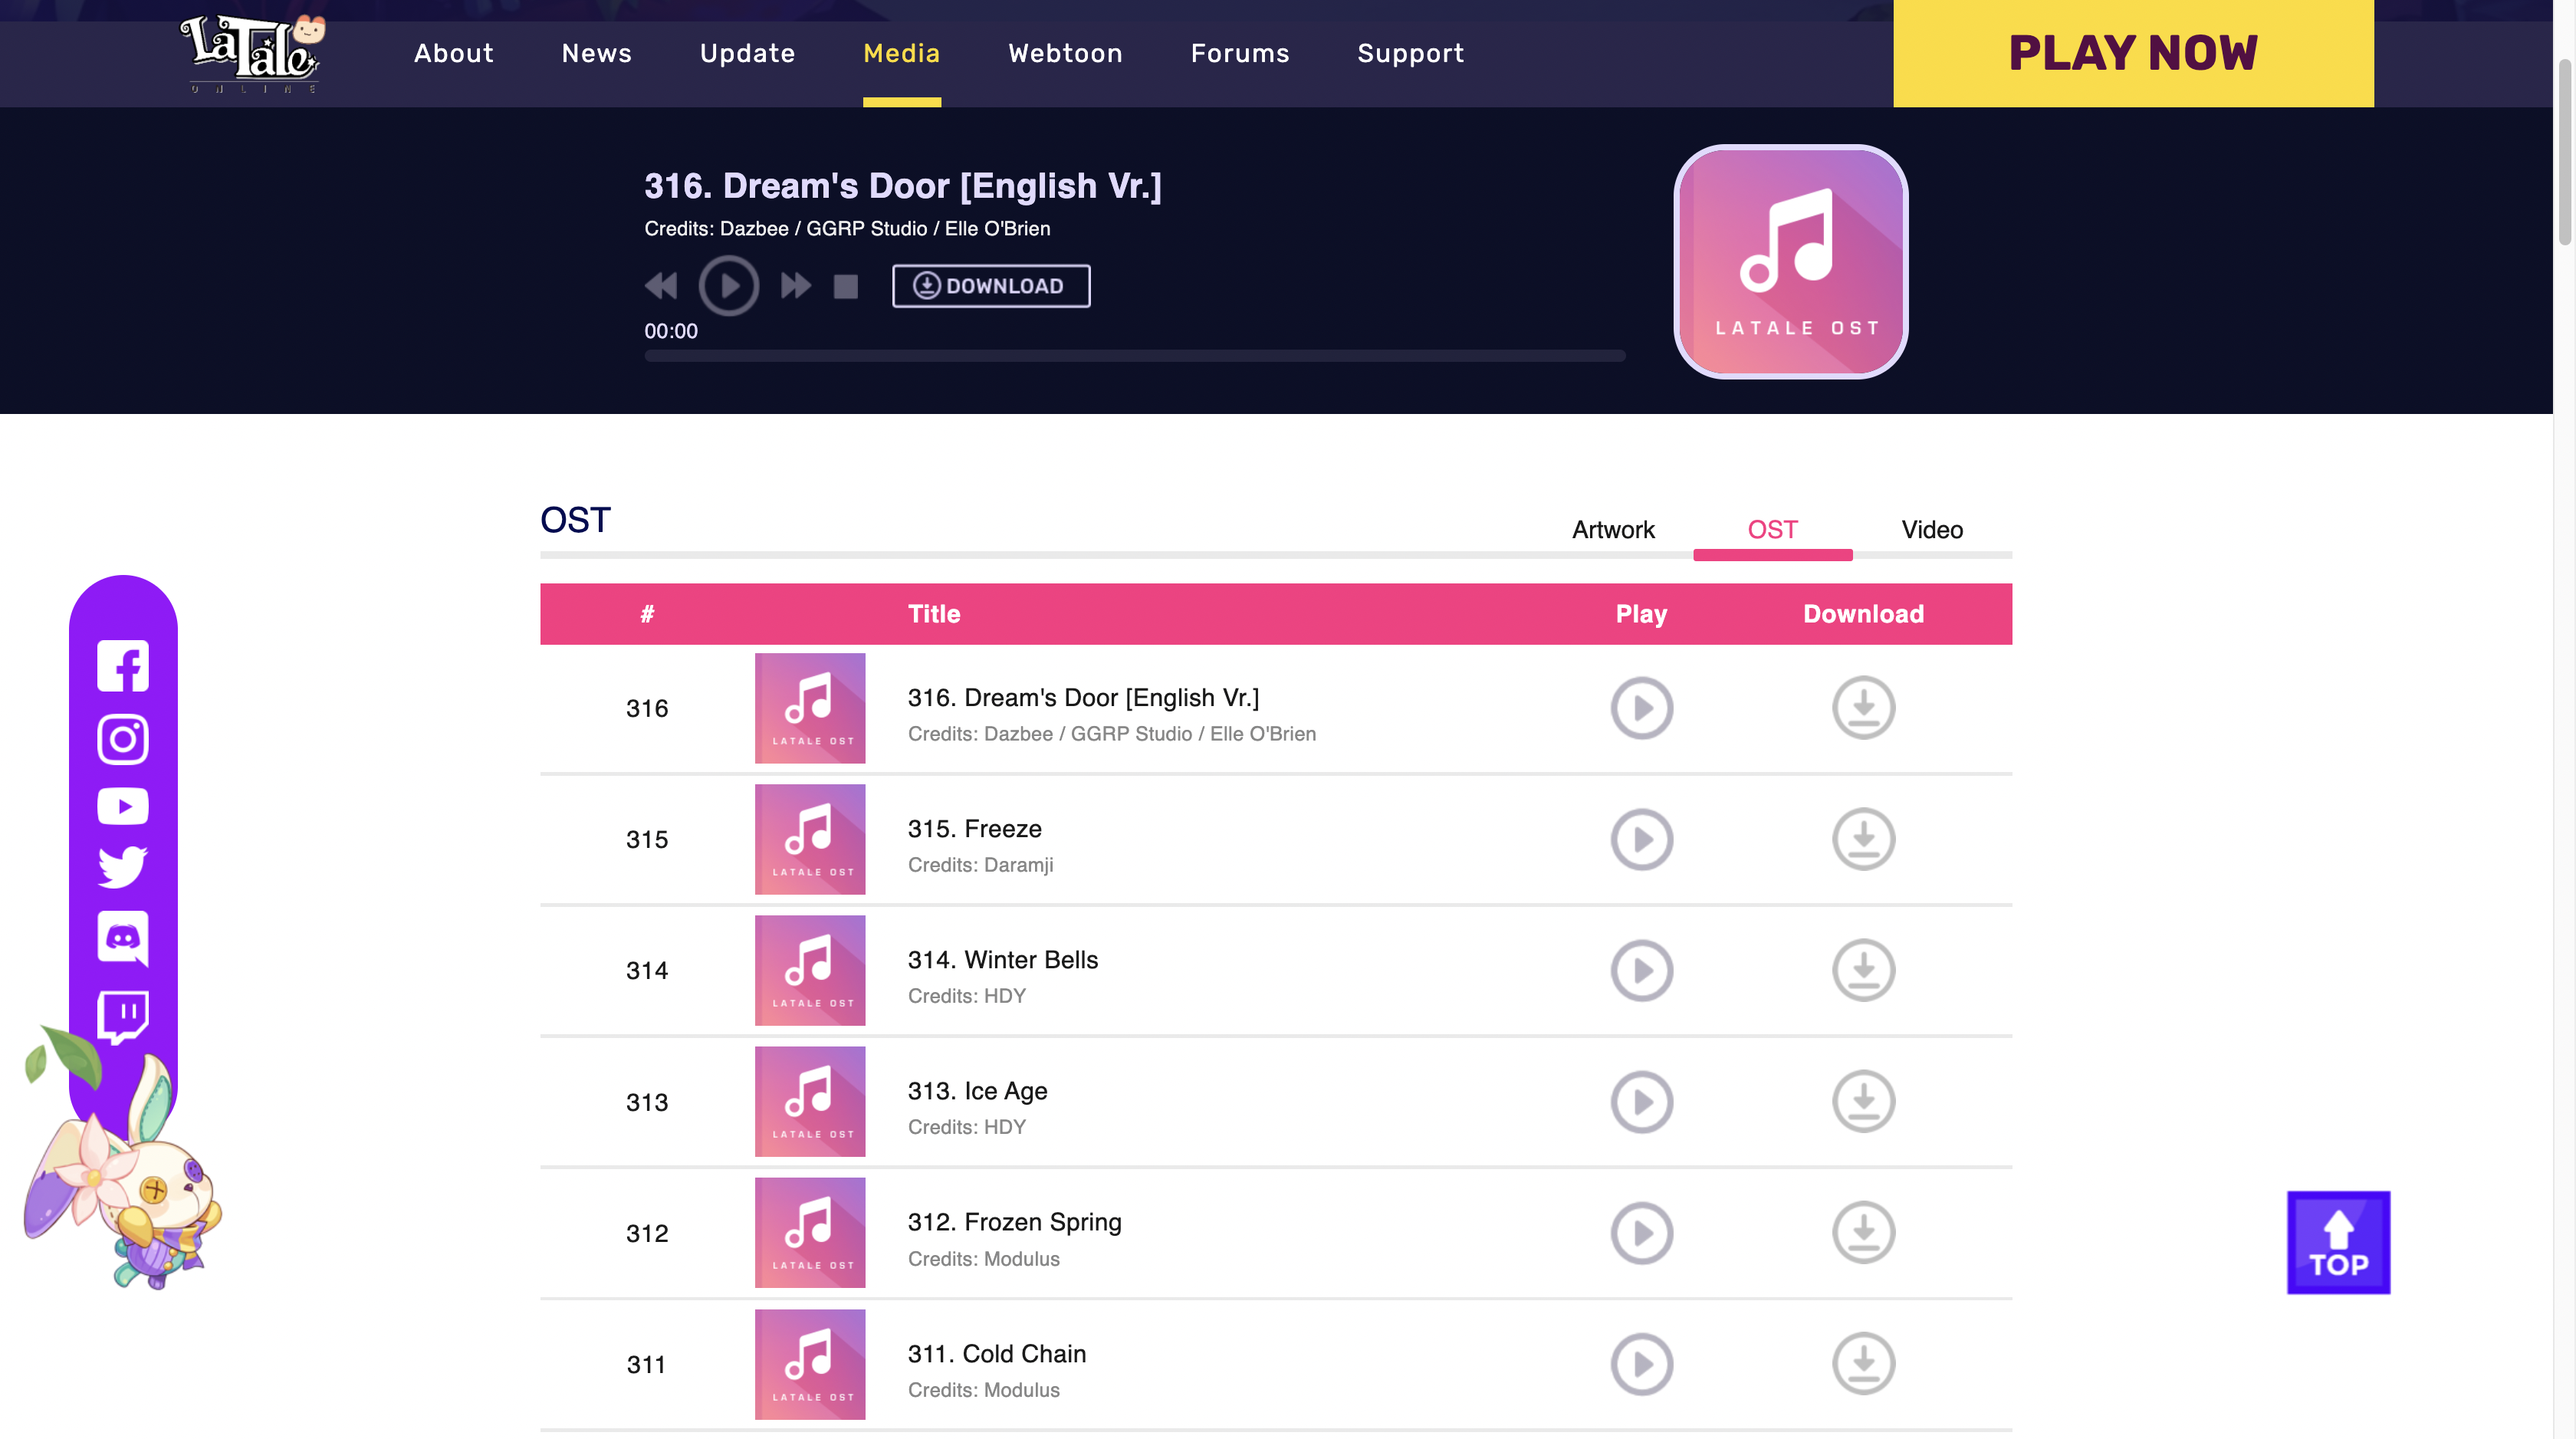 LaTale
ONLINE
About
News
Update
Media
Webtoon
Forums
Support
PLAY NOW
316. Dream's Door [English Vr.]
Credits: Dazbee / GGRP Studio / Elle O'Brien
DOWNLOAD
00:00
LATALE OST
OST
Artwork
OST
Video
# Title Play Download
316
LATALE OST
316. Dream's Door [English Vr.]
Credits: Dazbee / GGRP Studio / Elle O'Brien
315
LATALE OST
315. Freeze
Credits: Daramji
314
LATALE OST
314. Winter Bells
Credits: HDY
313
LATALE OST
313. Ice Age
Credits: HDY
312
LATALE OST
312. Frozen Spring
Credits: Modulus
311
LATALE OST
311. Cold Chain
Credits: Modulus
TOP